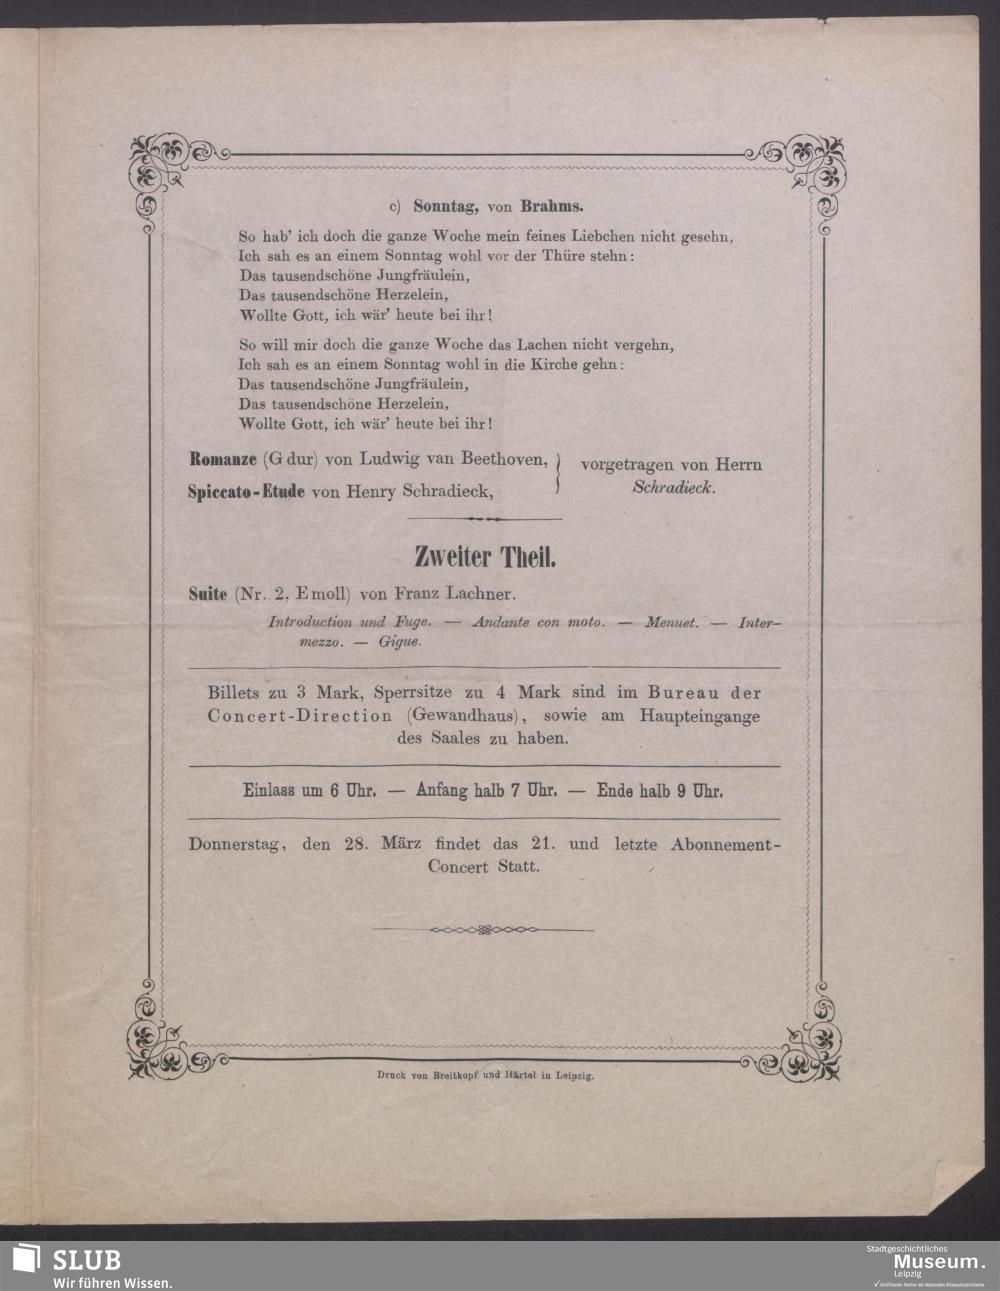 c) Sonntag, von Brahms.
So hab' ich doch die ganze Woche mein feines Liebchen nicht gesehn,
Ich sah es an einem Sonntag wohl vor der Thüre stehn:
Das tausendschöne Jungfräulein,
Das tausendschöne Herzelein,
Wollte Gott, ich wär' heute bei ihr!
So will mir doch die ganze Woche das Lachen nicht vergehn,
Ich sah es an einem Sonntag wohl in die Kirche gehn:
Das tausendschöne Jungfräulein,
Das tausendschöne Herzelein,
Wollte Gott, ich wär' heute bei ihr!
Romanze (G dur) von Ludwig van Beethoven,
Spiccato-Etude von Henry Schradieck,
vorgetragen von Herrn
Schradieck.
Zweiter Theil.
Suite (Nr. 2, E moll) von Franz Lachner.
Introduction und Fuge. — Andante con moto. — Menuet. — Inter-
mezzo. — Gigue.
Billets zu 3 Mark, Sperrsitze zu 4 Mark sind im Bureau der
Concert-Direction (Gewandhaus), sowie am Haupteingange
des Saales zu haben.
Einlass um 6 Uhr. — Anfang halb 7 Uhr. — Ende halb 9 Uhr.
Donnerstag, den 28. März findet das 21. und letzte Abonnement-
Concert Statt.
Druck von Breitkopf und Härtel in Leipzig.
SLUB
Wir führen Wissen.
Stadtgeschichtliches
Museum.
Leipzig
Zertifizierter Partner der Nationalen Klimaschutzinitiative